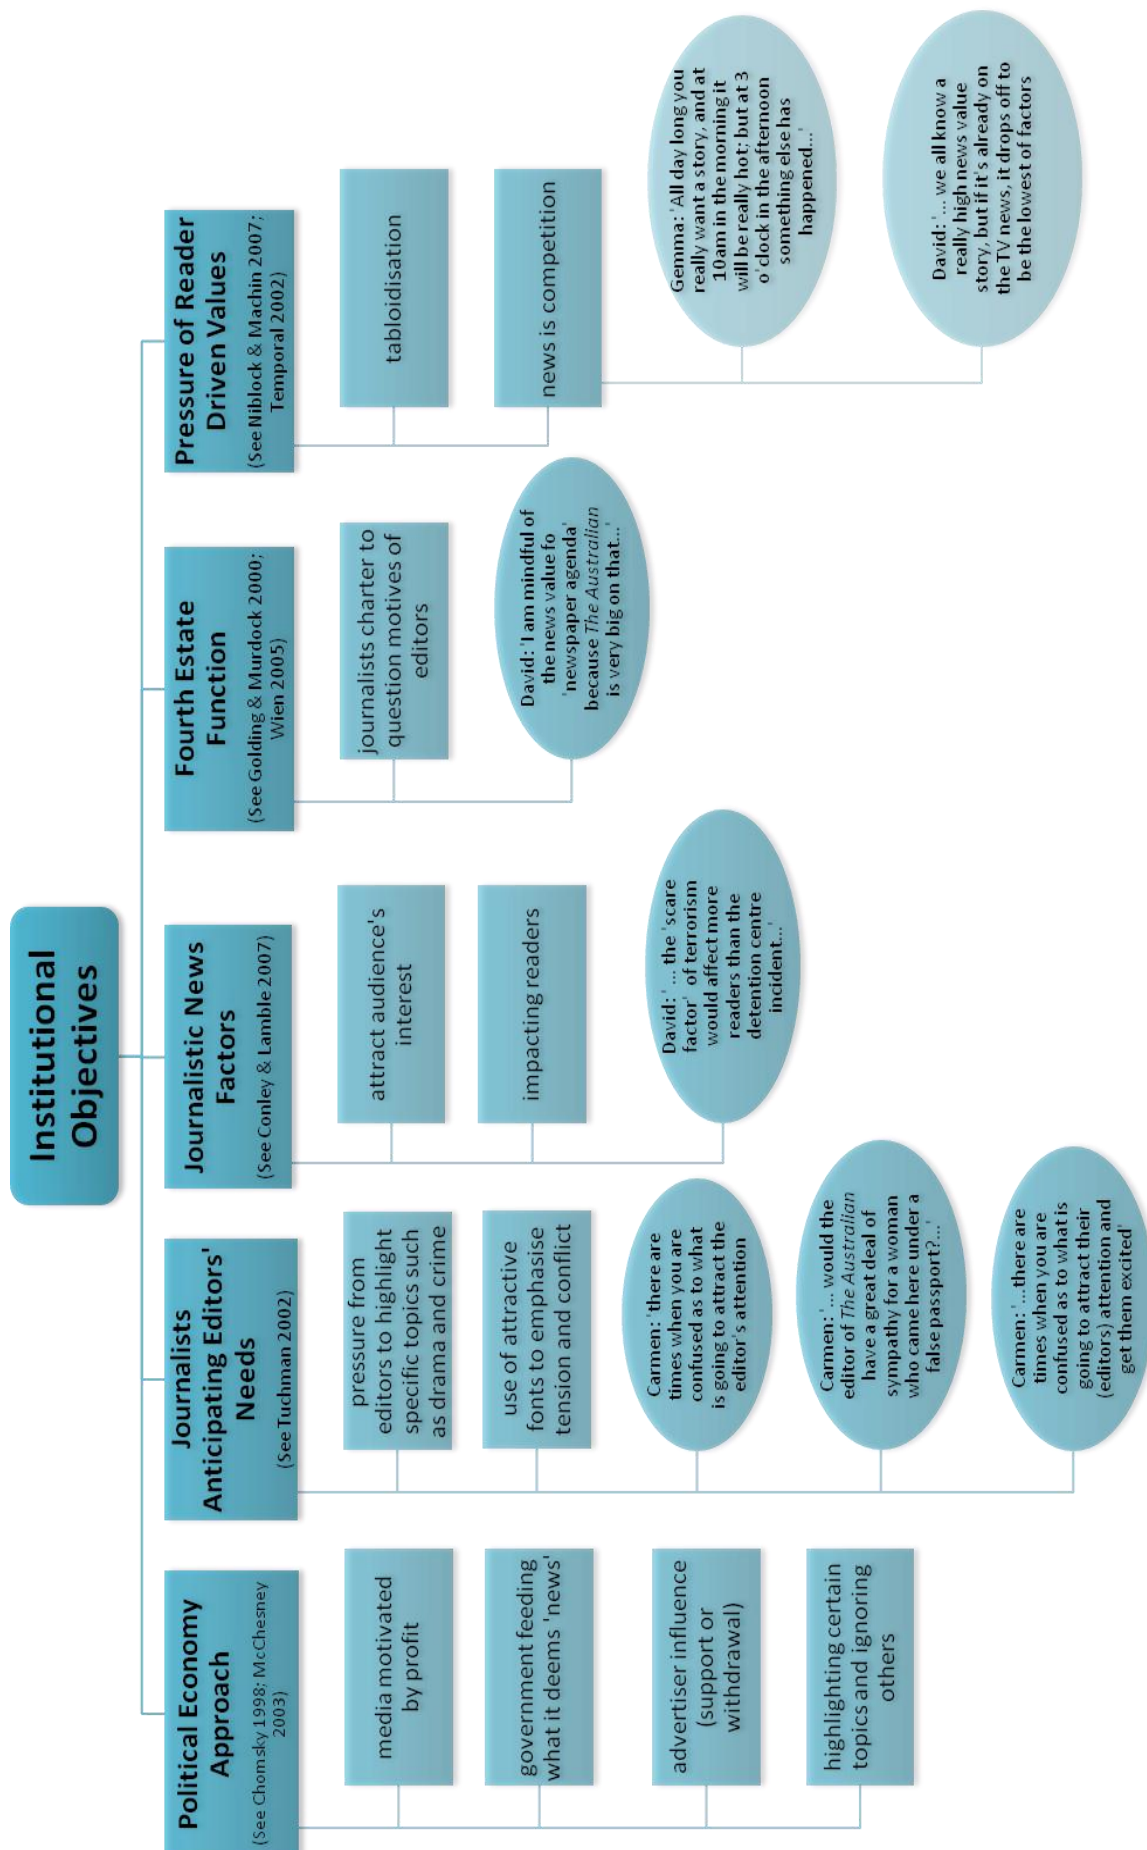 Institutional
Objectives
Political Economy
Approach
(See Chomsky 1998; McChesney
2003)
media motivated
by profit
government feeding
what it deems 'news'
advertiser influence
(support or
withdrawal)
highlighting certain
topics and ignoring
others
Journalists
Anticipating Editors'
Needs
(See Tuchman 2002)
pressure from
editors to highlight
specific topics such
as drama and crime
use of attractive
fonts to emphasise
tension and conflict
Carmen: 'there are
times when you are
confused as to what
is going to attract the
editor's attention
Carmen: '... would the
editor of The Australian
have a great deal of
sympathy for a woman
who came here under a
false passport?...'
Carmen: '...there are
times when you are
confused as to what is
going to attract their
(editors) attention and
get them excited'
Journalistic News
Factors
(See Conley & Lamble 2007)
attract audience's
interest
impacting readers
David: '... the 'scare
factor' of terrorism
would affect more
readers than the
detention centre
incident...'
Fourth Estate
Function
(See Golding & Murdock 2000;
Wien 2005)
journalists charter to
question motives of
editors
David: 'I am mindful of
the news value fo
'newspaper agenda'
because The Australian
is very big on that...'
Pressure of Reader
Driven Values
(See Niblock & Machin 2007;
Temporal 2002)
tabloidisation
news is competition
Gemma: 'All day long you
really want a story, and at
10am in the morning it
will be really hot; but at 3
o'clock in the afternoon
something else has
happened...'
David: '... we all know a
really high news value
story, but if it's already on
the TV news, it drops off to
be the lowest of factors